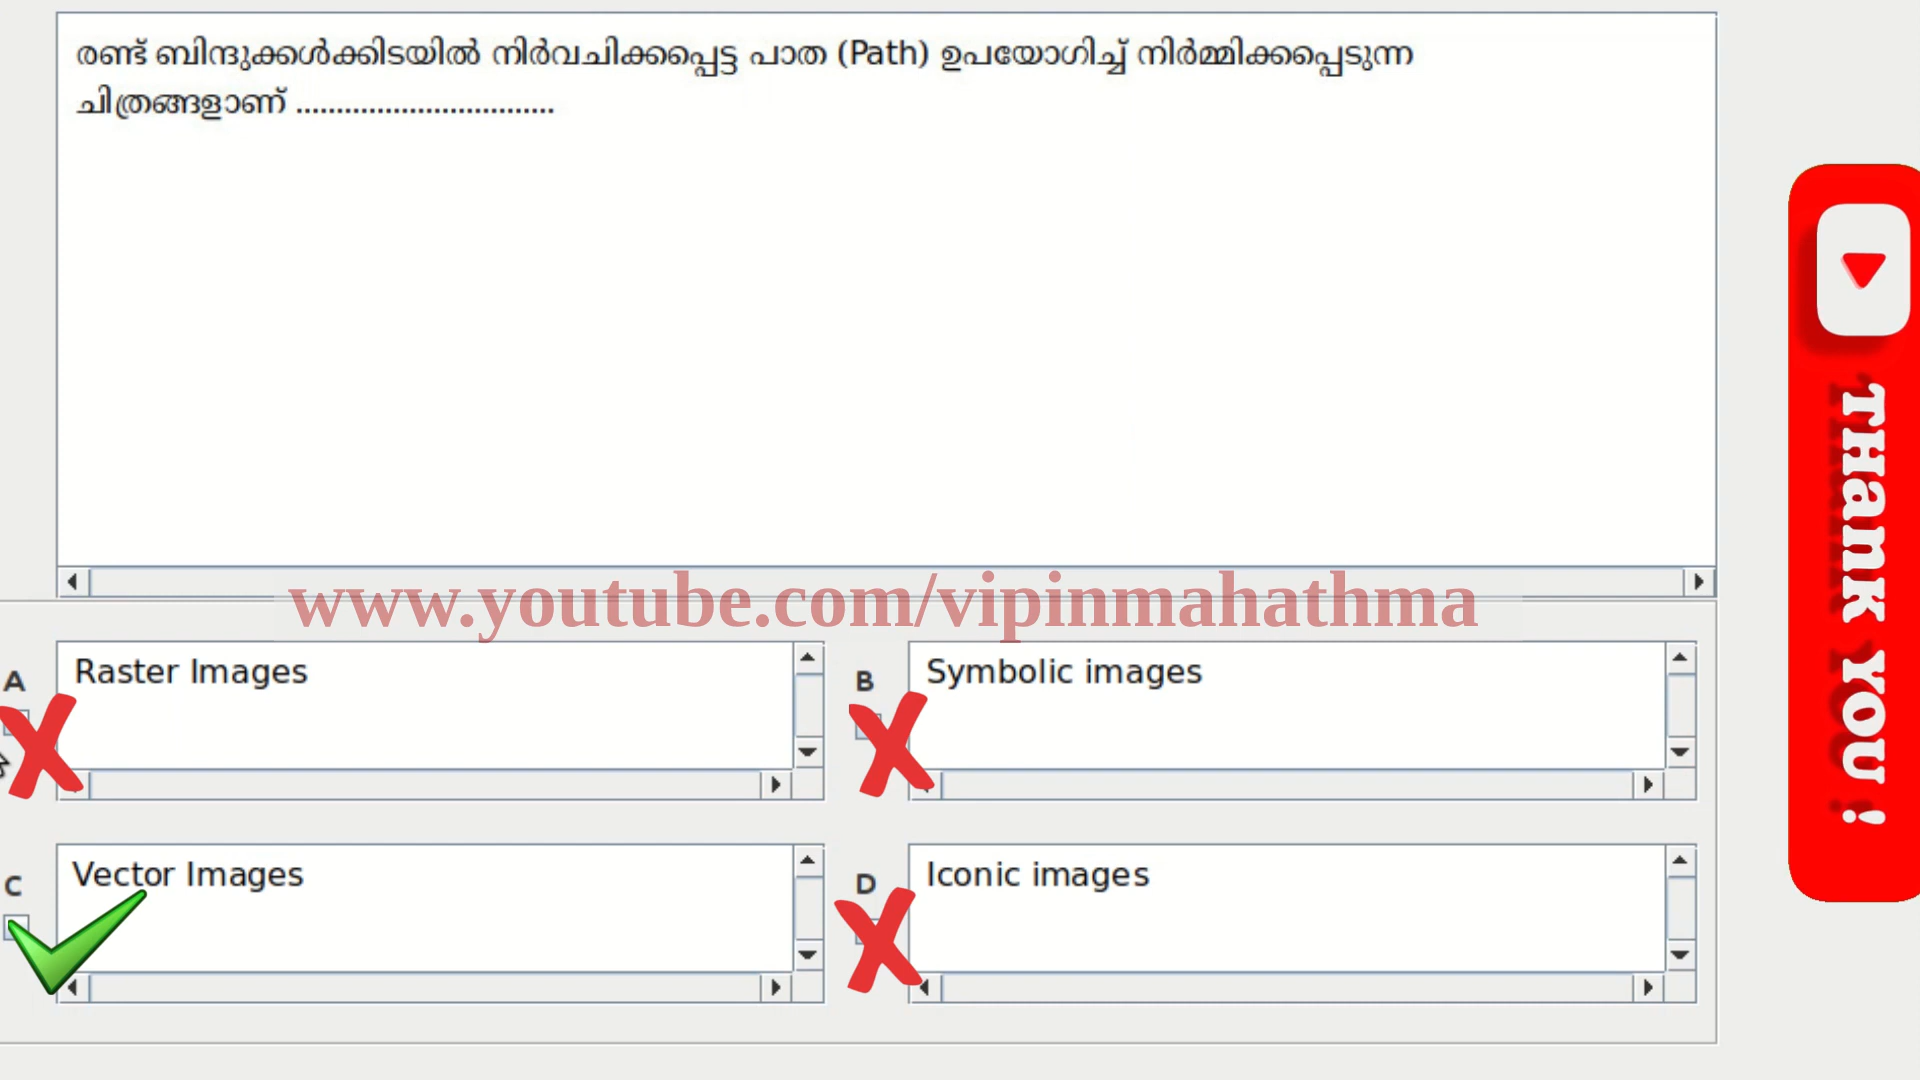 രണ്ട് ബിന്ദുക്കൾക്കിടയിൽ നിർവചിക്കപ്പെട്ട പാത (Path) ഉപയോഗിച്ച് നിർമ്മിക്കപ്പെടുന്ന
ചിത്രങ്ങളാണ് ................................
www.youtube.com/vipinmahathma
A
Raster Images
B
Symbolic images
C
Vector Images
D
Iconic images
THanK YOU !